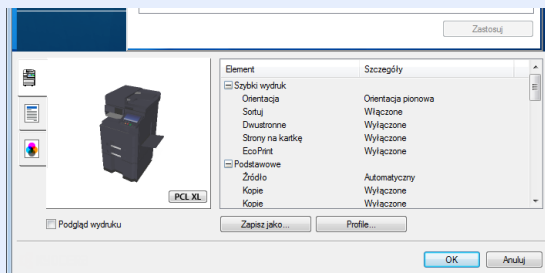 Zastosuj
Element Szczegóły
Szybki wydruk
Orientacja Orientacja pionowa
Sortuj Włączone
Dwustronne Wyłączone
Strony na kartkę Wyłączone
EcoPrint Wyłączone
Podstawowe
Źródło Automatyczny
Kopie Wyłączone
Kopie Wyłączone
PCL XL
Podgląd wydruku Zapisz jako... Profile...
OK Anuluj